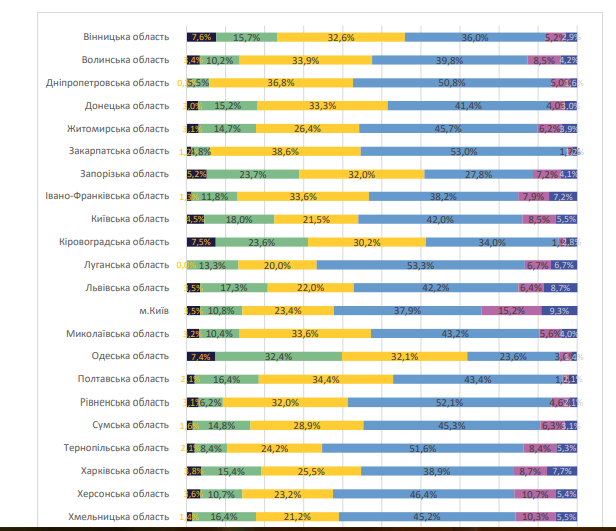 Вінницька область 7,6% 15,7% 32,6% 36,0% 5,2% 2,9%
Волинська область 10,2% 33,9% 39,8% 8,5% 4,2%
Дніпропетровська область 5,5% 36,8% 50,8% 5,0%
Донецька область 15,2% 33,3% 41,4% 4,0%
Житомирська область 14,7% 26,4% 45,7% 6,2% 3,9%
Закарпатська область 4,8% 38,6% 53,0%
Запорізька область 5,2% 23,7% 32,0% 27,8% 7,2% 4,1%
Івано-Франківська область 11,8% 33,6% 38,2% 7,9% 7,2%
Київська область 4,5% 18,0% 21,5% 42,0% 8,5% 5,5%
Кіровоградська область 7,5% 23,6% 30,2% 34,0%
Луганська область 13,3% 20,0% 53,3% 6,7% 6,7%
Львівська область 17,3% 22,0% 42,2% 6,4% 8,7%
м.Київ 10,8% 23,4% 37,9% 15,2% 9,3%
Миколаївська область 10,4% 33,6% 43,2% 5,6% 4,0%
Одеська область 7,4% 32,4% 32,1% 23,6%
Полтавська область 16,4% 34,4% 43,4%
Рівненська область 6,2% 32,0% 52,1% 4,6%
Сумська область 14,8% 28,9% 45,3% 6,3% 3,1%
Тернопільська область 8,4% 24,2% 51,6% 8,4% 5,3%
Харківська область 15,4% 25,5% 38,9% 8,7% 7,7%
Херсонська область 10,7% 23,2% 46,4% 10,7% 5,4%
Хмельницька область 16,4% 21,2% 45,2% 10,3% 5,5%